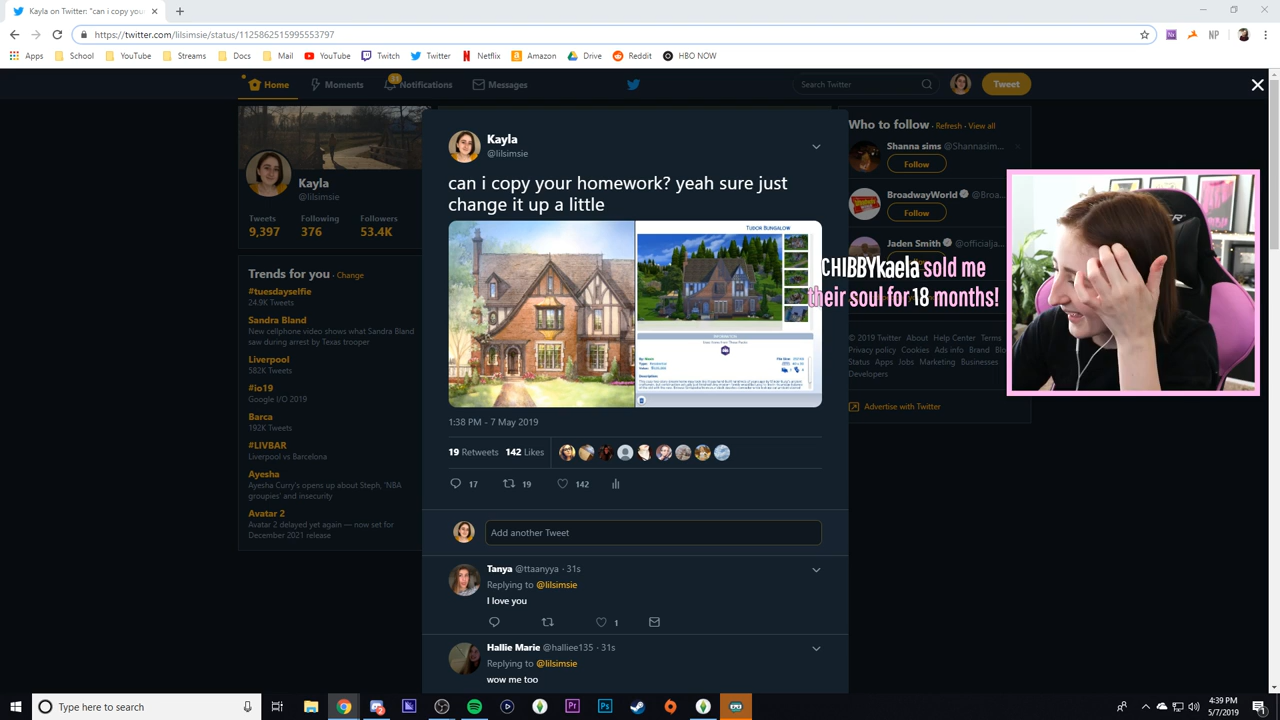 Kayla on Twitter: "can i copy your
https://twitter.com/lilsimsie/status/1125862515995553797
NP
Apps
School
YouTube
Streams
Docs
Mail
YouTube
Twitch
Twitter
Netflix
Amazon
Drive
Reddit
HBO NOW
Home
Moments
31
Notifications
Messages
Search Twitter
Tweet
Kayla
@lilsimsie
Tweets
Following
Followers
9,397
376
53.4K
Trends for you · Change
#tuesdayselfie
24.9K Tweets
Sandra Bland
New cellphone video shows what Sandra Bland
saw during arrest by Texas trooper
Liverpool
582K Tweets
#io19
Google I/O 2019
Barca
192K Tweets
#LIVBAR
Liverpool vs Barcelona
Ayesha
Ayesha Curry's opens up about Steph, 'NBA
groupies' and insecurity
Avatar 2
Avatar 2 delayed yet again — now set for
December 2021 release
Kayla
@lilsimsie
can i copy your homework? yeah sure just
change it up a little
Tudor Bungalow
1:38 PM - 7 May 2019
19 Retweets 142 Likes
17
19
142
Add another Tweet
Tanya @ttaanyya · 31s
Replying to @lilsimsie
I love you
1
Hallie Marie @halliee135 · 31s
Replying to @lilsimsie
wow me too
Who to follow · Refresh · View all
Shanna sims @Shannasim...
Follow
BroadwayWorld @Broa...
Follow
Jaden Smith @officialja...
CHIBBYkaela sold me
their soul for 18 months!
© 2019 Twitter About Help Center Terms
Privacy policy Cookies Ads info Brand Blo
Status Apps Jobs Marketing Businesses
Developers
Advertise with Twitter
Type here to search
4:39 PM
5/7/2019